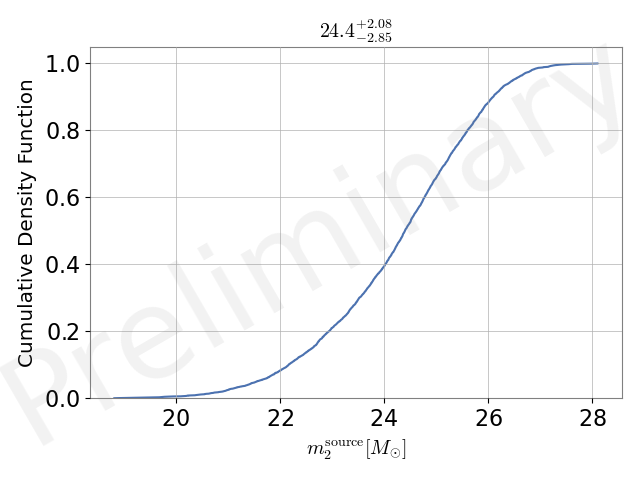 24.4^{+2.08}_{-2.85}
Preliminary
1.0
0.8
0.6
0.4
0.2
0.0
Cumulative Density Function
20 22 24 26 28
m_2^{source}[M_⊙]